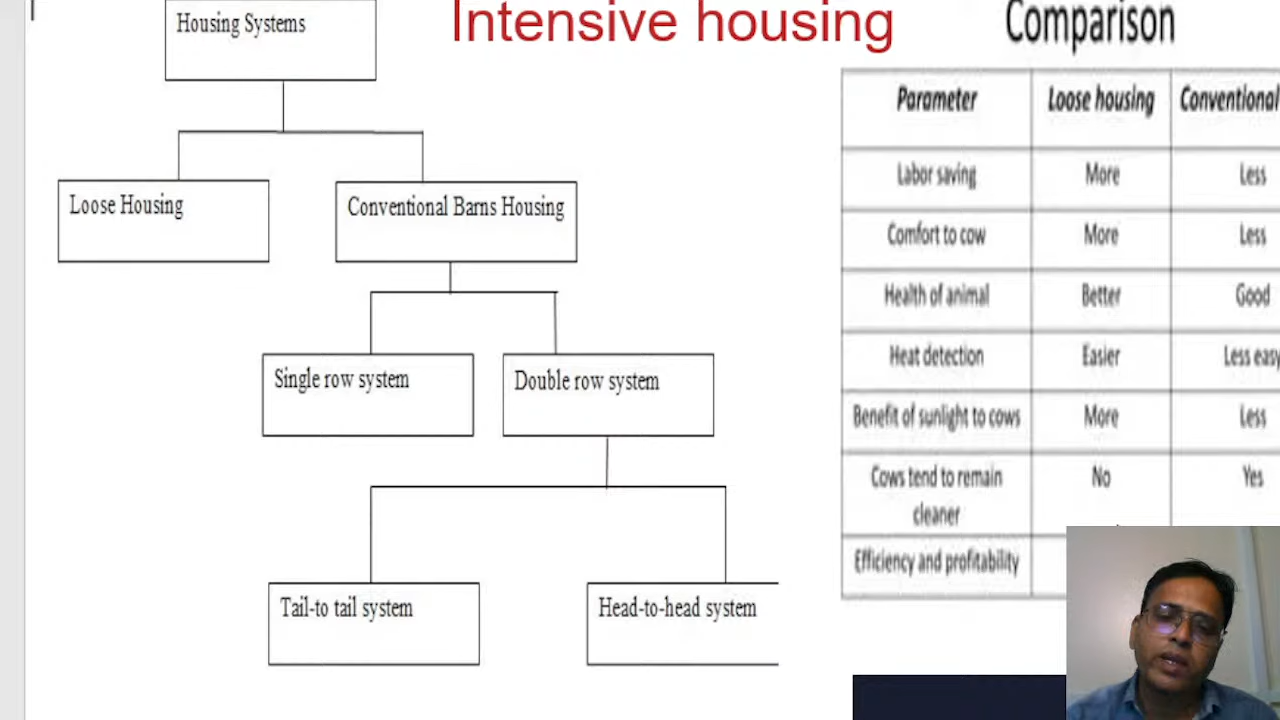 Intensive housing
Housing Systems
Loose Housing
Conventional Barns Housing
Single row system
Double row system
Tail-to tail system
Head-to-head system
Comparison
Parameter Loose housing Conventional
Labor saving More Less
Comfort to cow More Less
Health of animal Better Good
Heat detection Easier Less easy
Benefit of sunlight to cows More Less
Cows tend to remain No Yes
cleaner
Efficiency and profitability